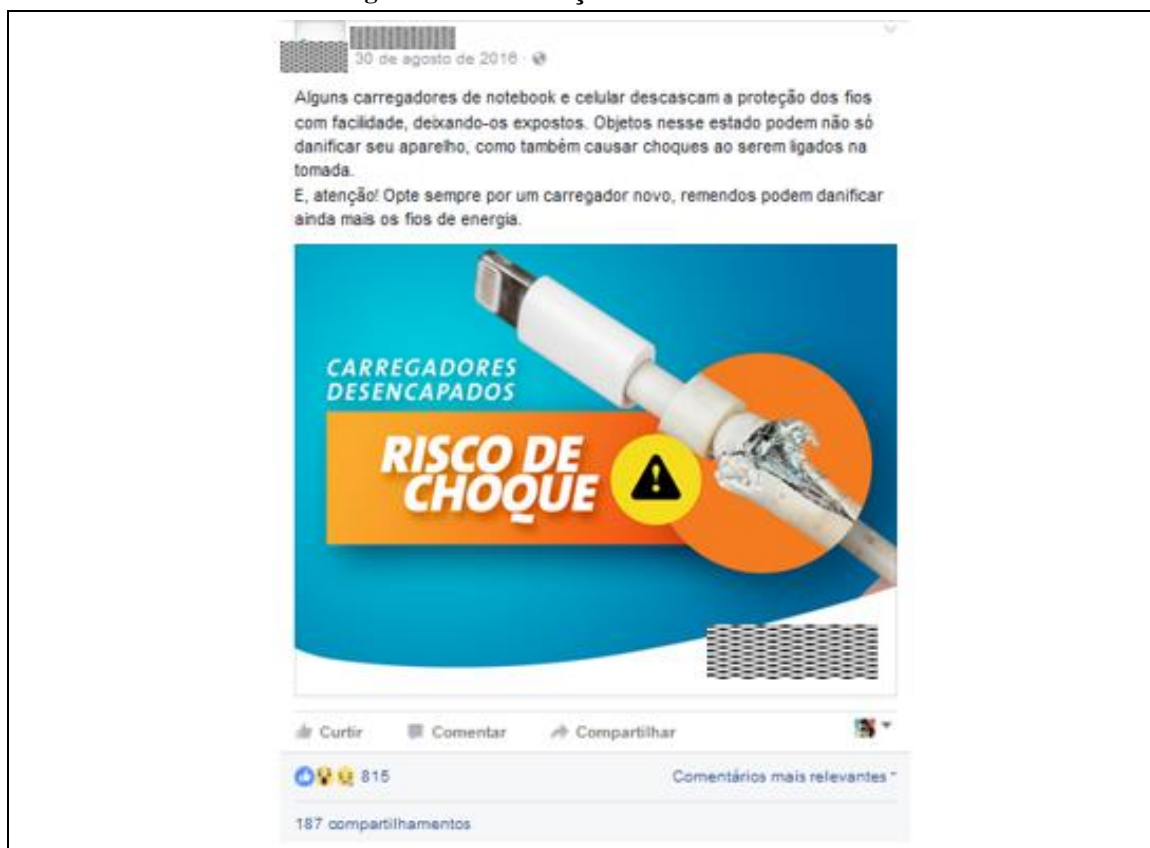 30 de agosto de 2016
Alguns carregadores de notebook e celular descascam a proteção dos fios
com facilidade, deixando-os expostos. Objetos nesse estado podem não só
danificar seu aparelho, como também causar choques ao serem ligados na
tomada.
E, atenção! Opte sempre por um carregador novo, remendos podem danificar
ainda mais os fios de energia.
CARREGADORES
DESENCAPADOS
RISCO DE
CHOQUE
Curtir Comentar Compartilhar
815 Comentários mais relevantes
187 compartilhamentos